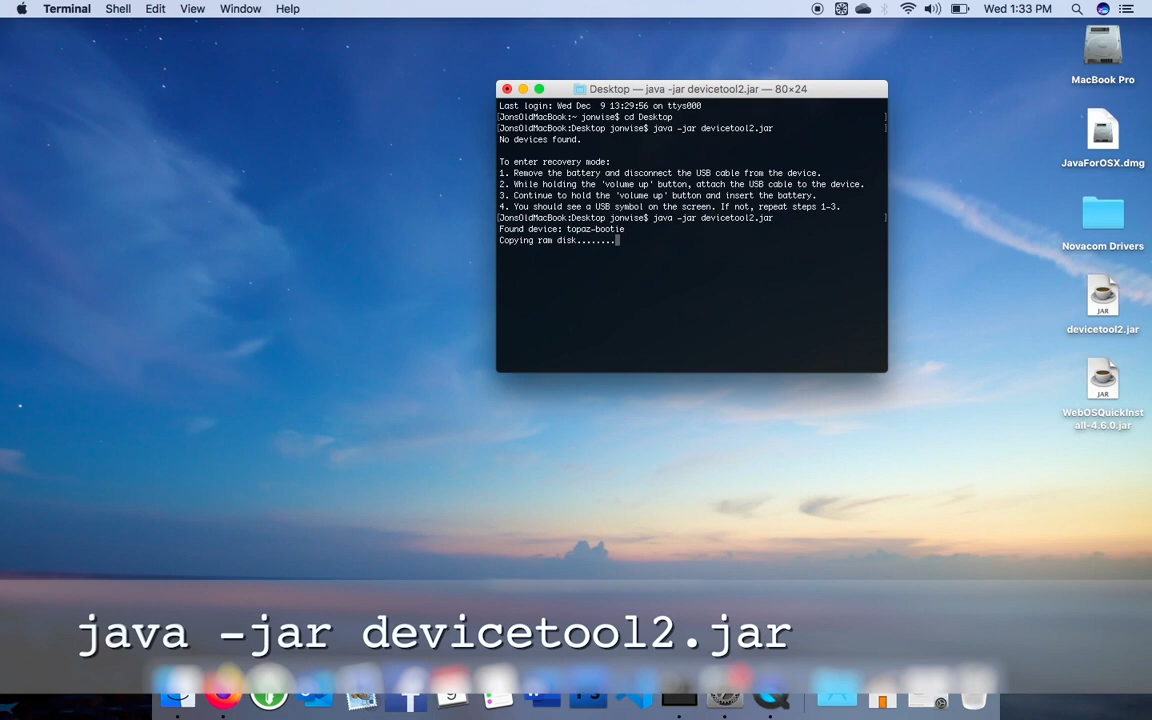 Terminal Shell Edit View Window Help Wed 1:33 PM
MacBook Pro
JavaForOSX.dmg
Novacom Drivers
JAR
devicetool2.jar
JAR
WebOSQuickInst
all-4.6.0.jar
Desktop — java -jar devicetool2.jar — 80×24
Last login: Wed Dec  9 13:29:56 on ttys000
[JonsOldMacBook:~ jonwise$ cd Desktop ]
[JonsOldMacBook:Desktop jonwise$ java -jar devicetool2.jar ]
No devices found.
To enter recovery mode:
1. Remove the battery and disconnect the USB cable from the device.
2. While holding the 'volume up' button, attach the USB cable to the device.
3. Continue to hold the 'volume up' button and insert the battery.
4. You should see a USB symbol on the screen. If not, repeat steps 1-3.
[JonsOldMacBook:Desktop jonwise$ java -jar devicetool2.jar ]
Found device: topaz-bootie
Copying ram disk........
java -jar devicetool2.jar